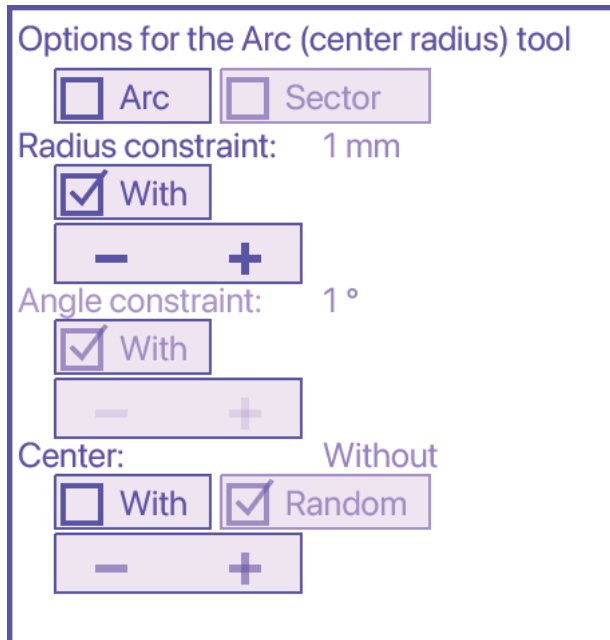 Options for the Arc (center radius) tool
Arc Sector
Radius constraint: 1 mm
With
− +
Angle constraint: 1 °
With
− +
Center: Without
With Random
− +